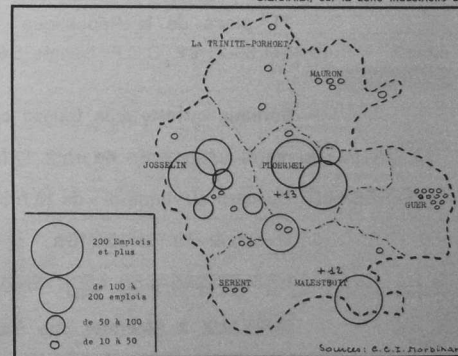 LA TRINITE-PORHOET
MAURON
JOSSELIN
PLOERMEL
+13
GUER
SERENT
+12
MALESTROIT
200 Emplois
et plus
de 100 à
200 emplois
de 50 à 100
de 10 à 50
Sources: C.C.I. Morbihan